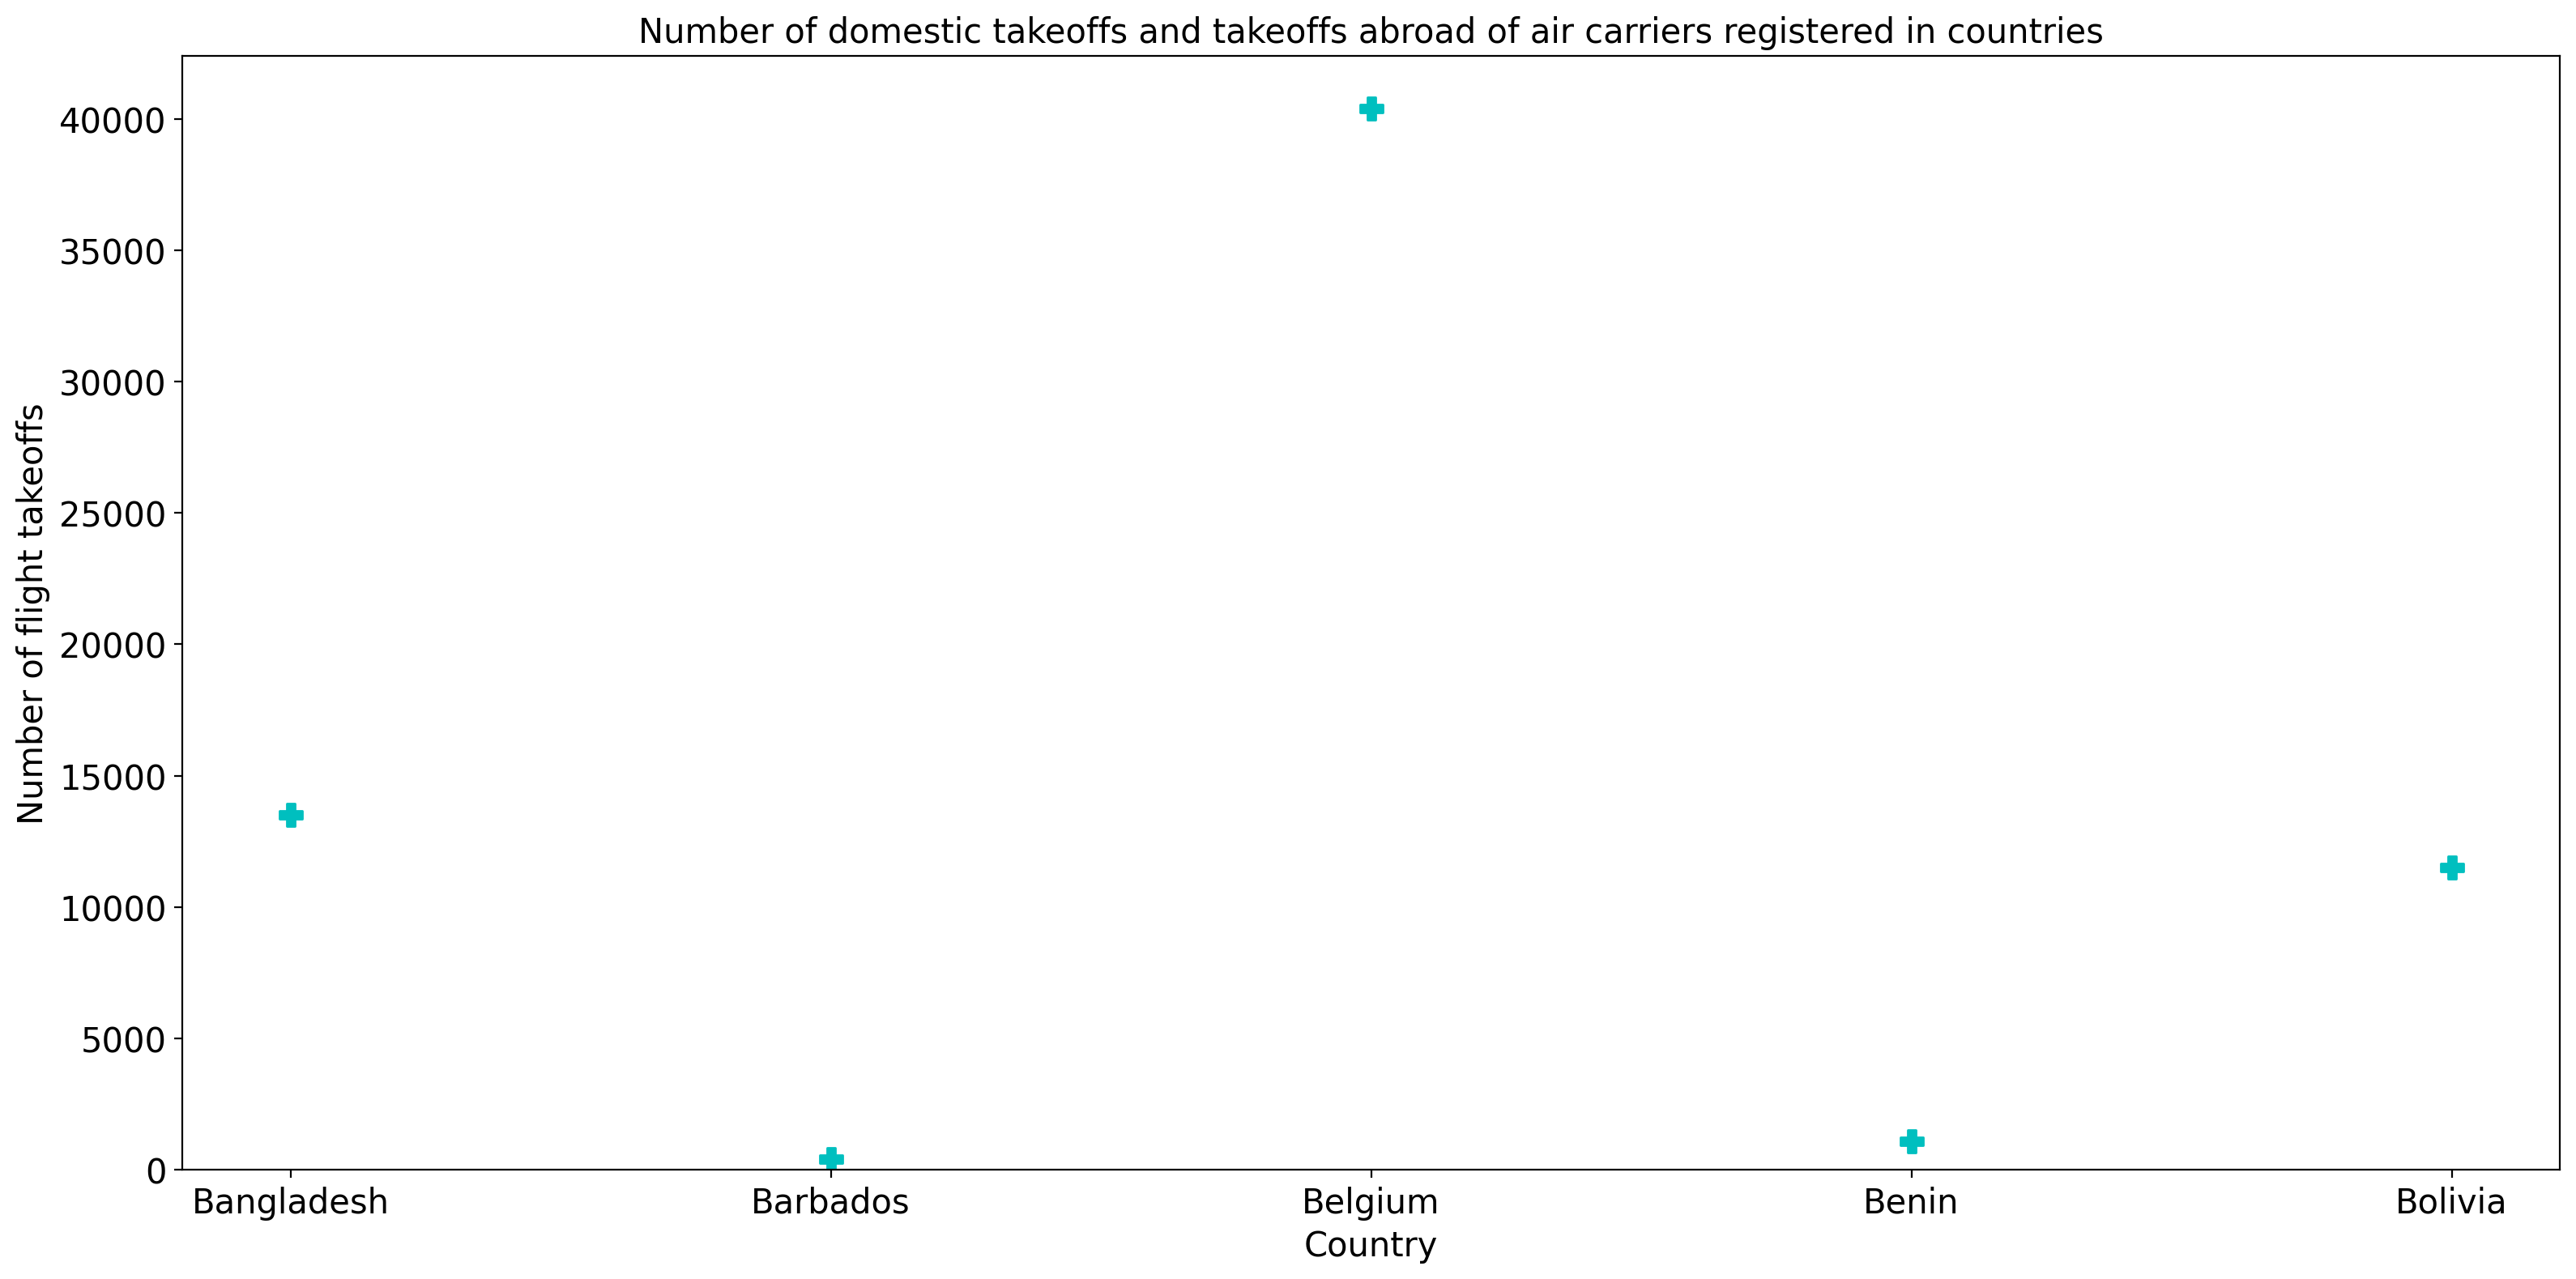 Number of domestic takeoffs and takeoffs abroad of air carriers registered in countries
Number of flight takeoffs
40000
35000
30000
25000
20000
15000
10000
5000
0
Bangladesh Barbados Belgium Benin Bolivia
Country